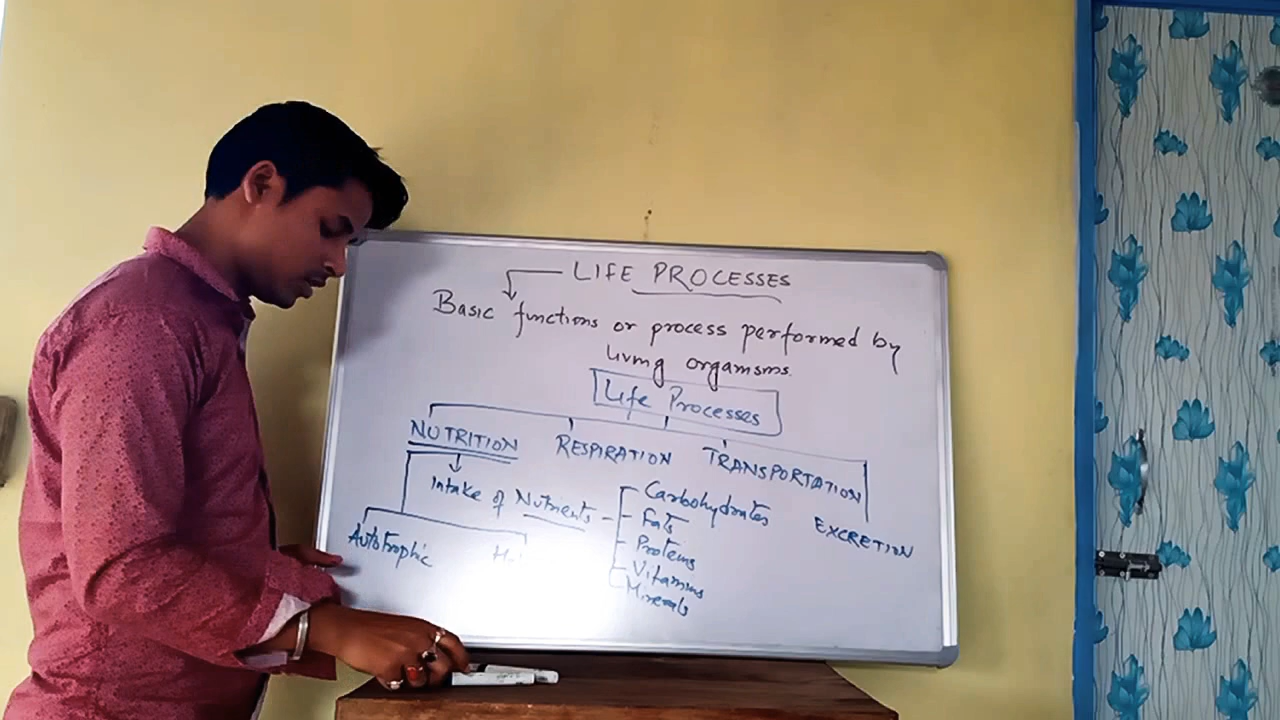 LIFE PROCESSES
Basic functions or process performed by
living organisms.
Life Processes
NUTRITION RESPIRATION TRANSPORTATION EXCRETION
Intake of Nutrients
Carbohydrates
Fats
Proteins
Vitamins
Minerals
Autotrophic